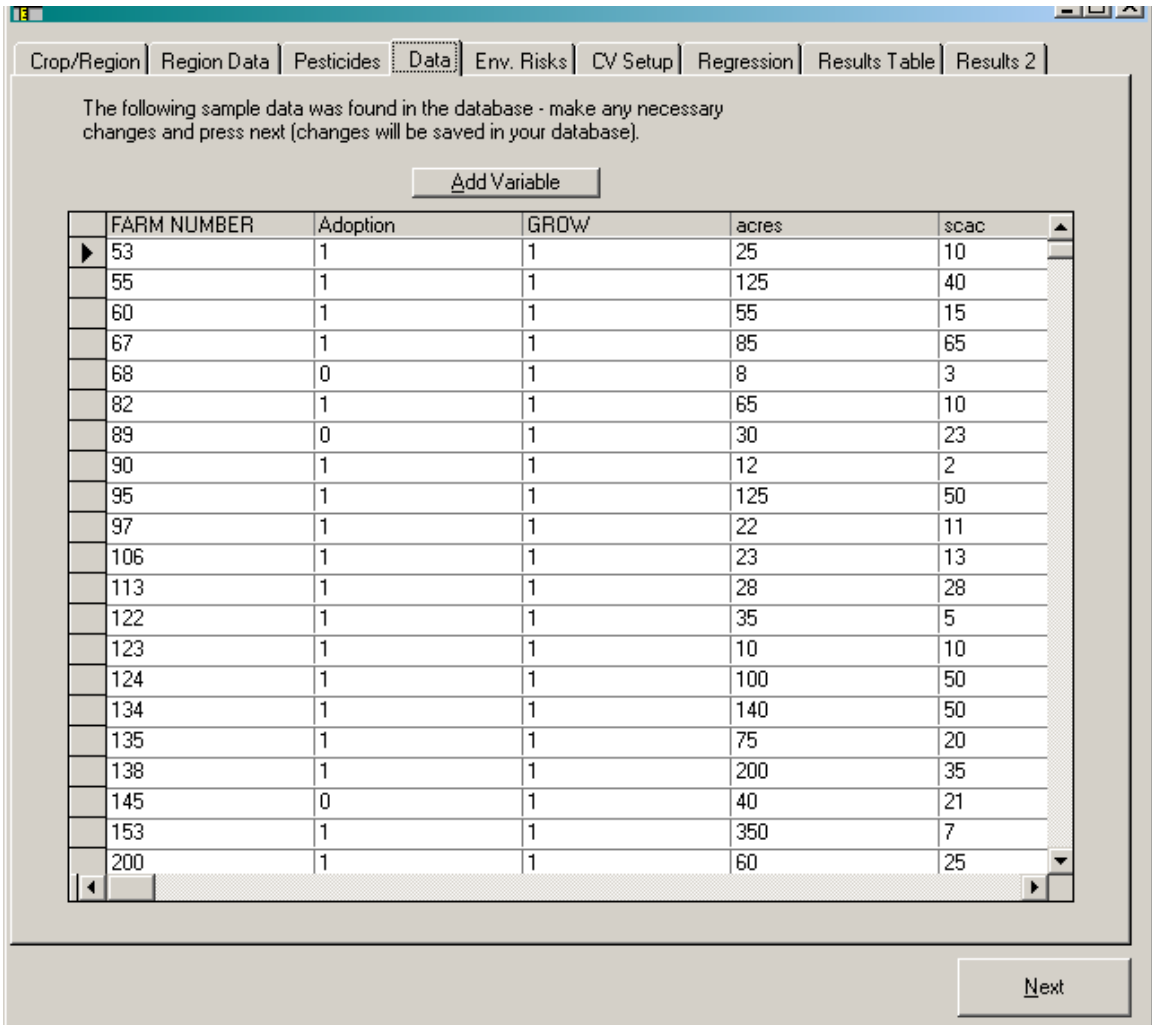 Crop/Region Region Data Pesticides Data Env. Risks CV Setup Regression Results Table Results 2
The following sample data was found in the database - make any necessary
changes and press next (changes will be saved in your database).
Add Variable
FARM NUMBER Adoption GROW acres scac
53 1 1 25 10
55 1 1 125 40
60 1 1 55 15
67 1 1 85 65
68 0 1 8 3
82 1 1 65 10
89 0 1 30 23
90 1 1 12 2
95 1 1 125 50
97 1 1 22 11
106 1 1 23 13
113 1 1 28 28
122 1 1 35 5
123 1 1 10 10
124 1 1 100 50
134 1 1 140 50
135 1 1 75 20
138 1 1 200 35
145 0 1 40 21
153 1 1 350 7
200 1 1 60 25
Next